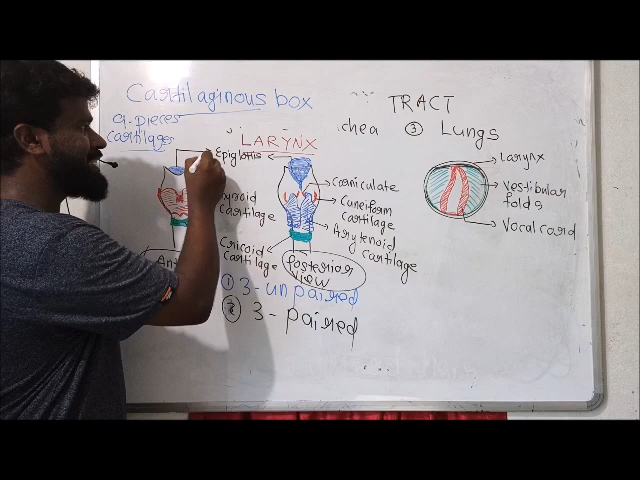 Cartilaginous box
9. pieces
cartilages
TRACT
chea ③ Lungs
LARYNX
Epiglottis
Thyroid
cartilage
Cricoid
cartilage
Ant
Corniculate
Cuneiform
cartilage
Arytenoid
cartilage
Posterior
view
① 3-unpaired
② 3-paired
Larynx
Vestibular
folds
Vocal cord